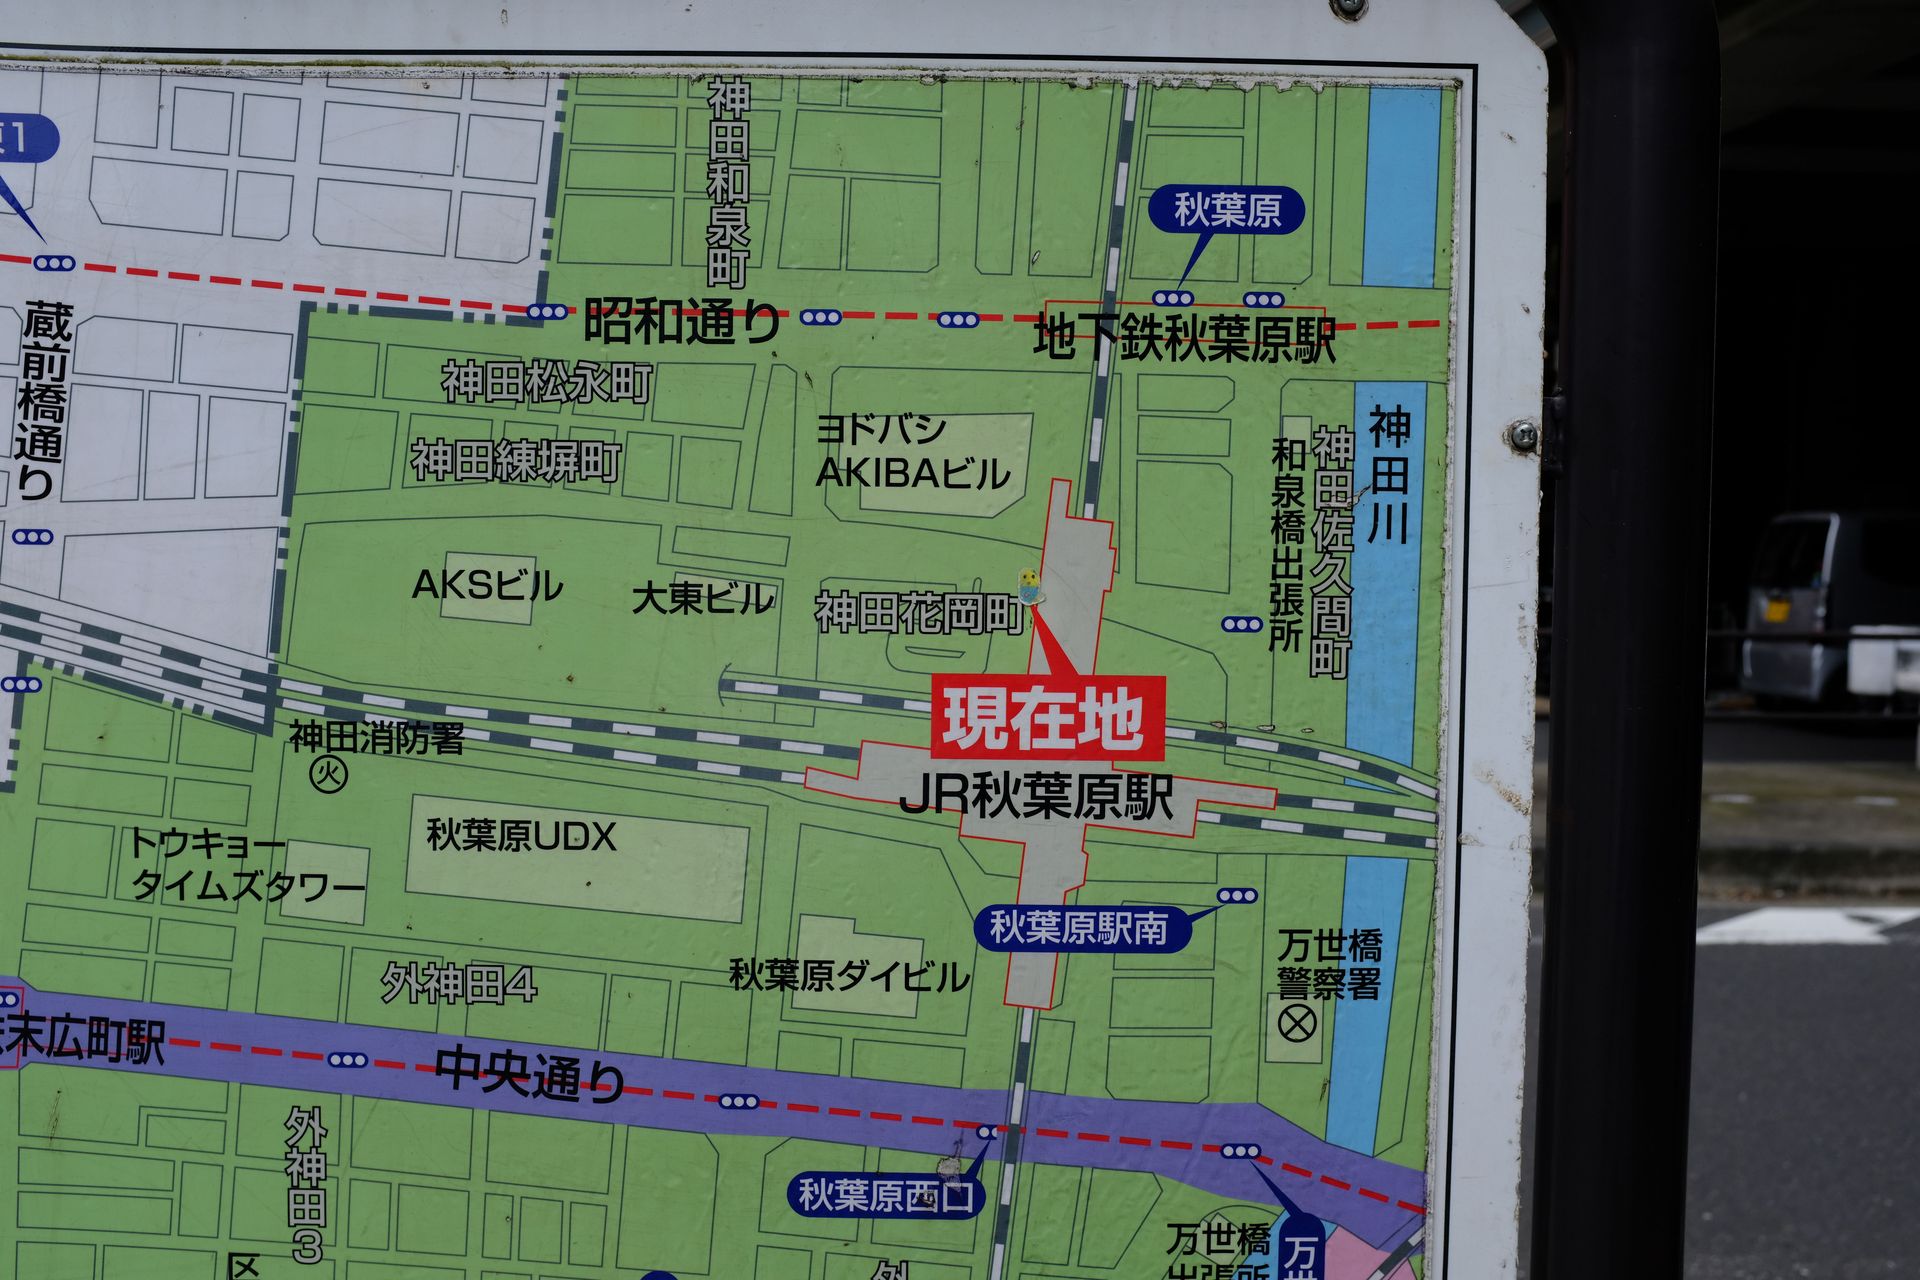 神田和泉町
秋葉原
昭和通り
地下鉄秋葉原駅
蔵前橋通り
神田松永町
神田練塀町
ヨドバシ
AKIBAビル
和泉橋出張所
神田佐久間町
神田川
AKSビル
大東ビル
神田花岡町
現在地
JR秋葉原駅
神田消防署
火
トウキョー
タイムズタワー
秋葉原UDX
秋葉原駅南
万世橋
警察署
外神田4
秋葉原ダイビル
末広町駅
中央通り
外神田3
秋葉原西口
万世橋
出張所
区